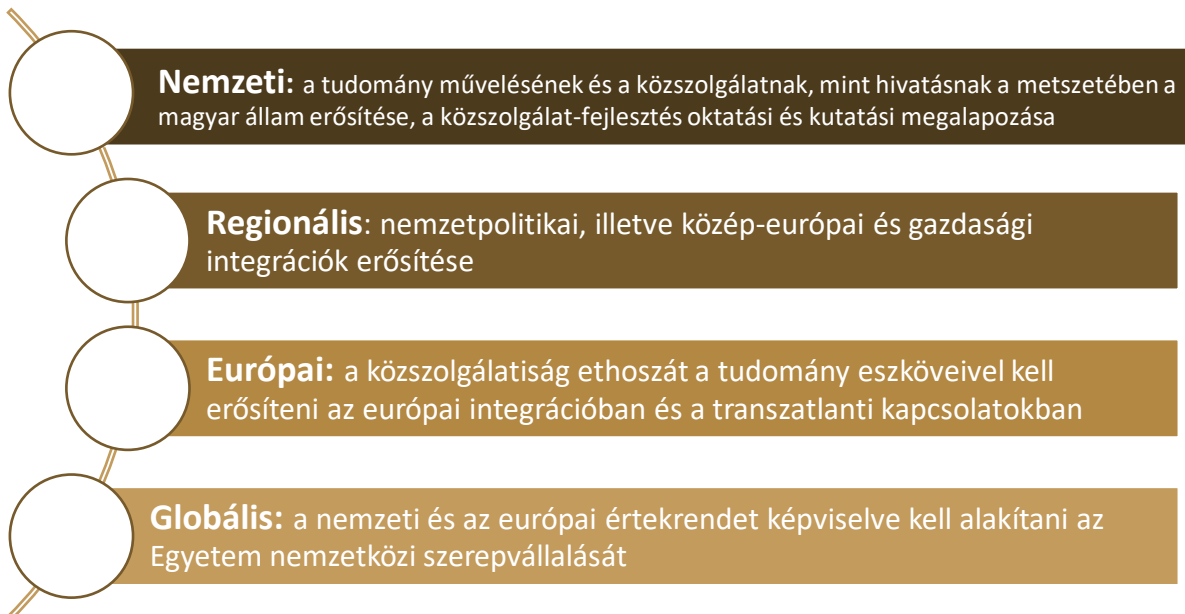 Nemzeti: a tudomány művelésének és a közszolgálatnak, mint hivatásnak a metszetében a
magyar állam erősítése, a közszolgálat-fejlesztés oktatási és kutatási megalapozása
Regionális: nemzetpolitikai, illetve közép-európai és gazdasági
integrációk erősítése
Európai: a közszolgálatiság ethoszát a tudomány eszköveivel kell
erősíteni az európai integrációban és a transzatlanti kapcsolatokban
Globális: a nemzeti és az európai értekrendet képviselve kell alakítani az
Egyetem nemzetközi szerepvállalását